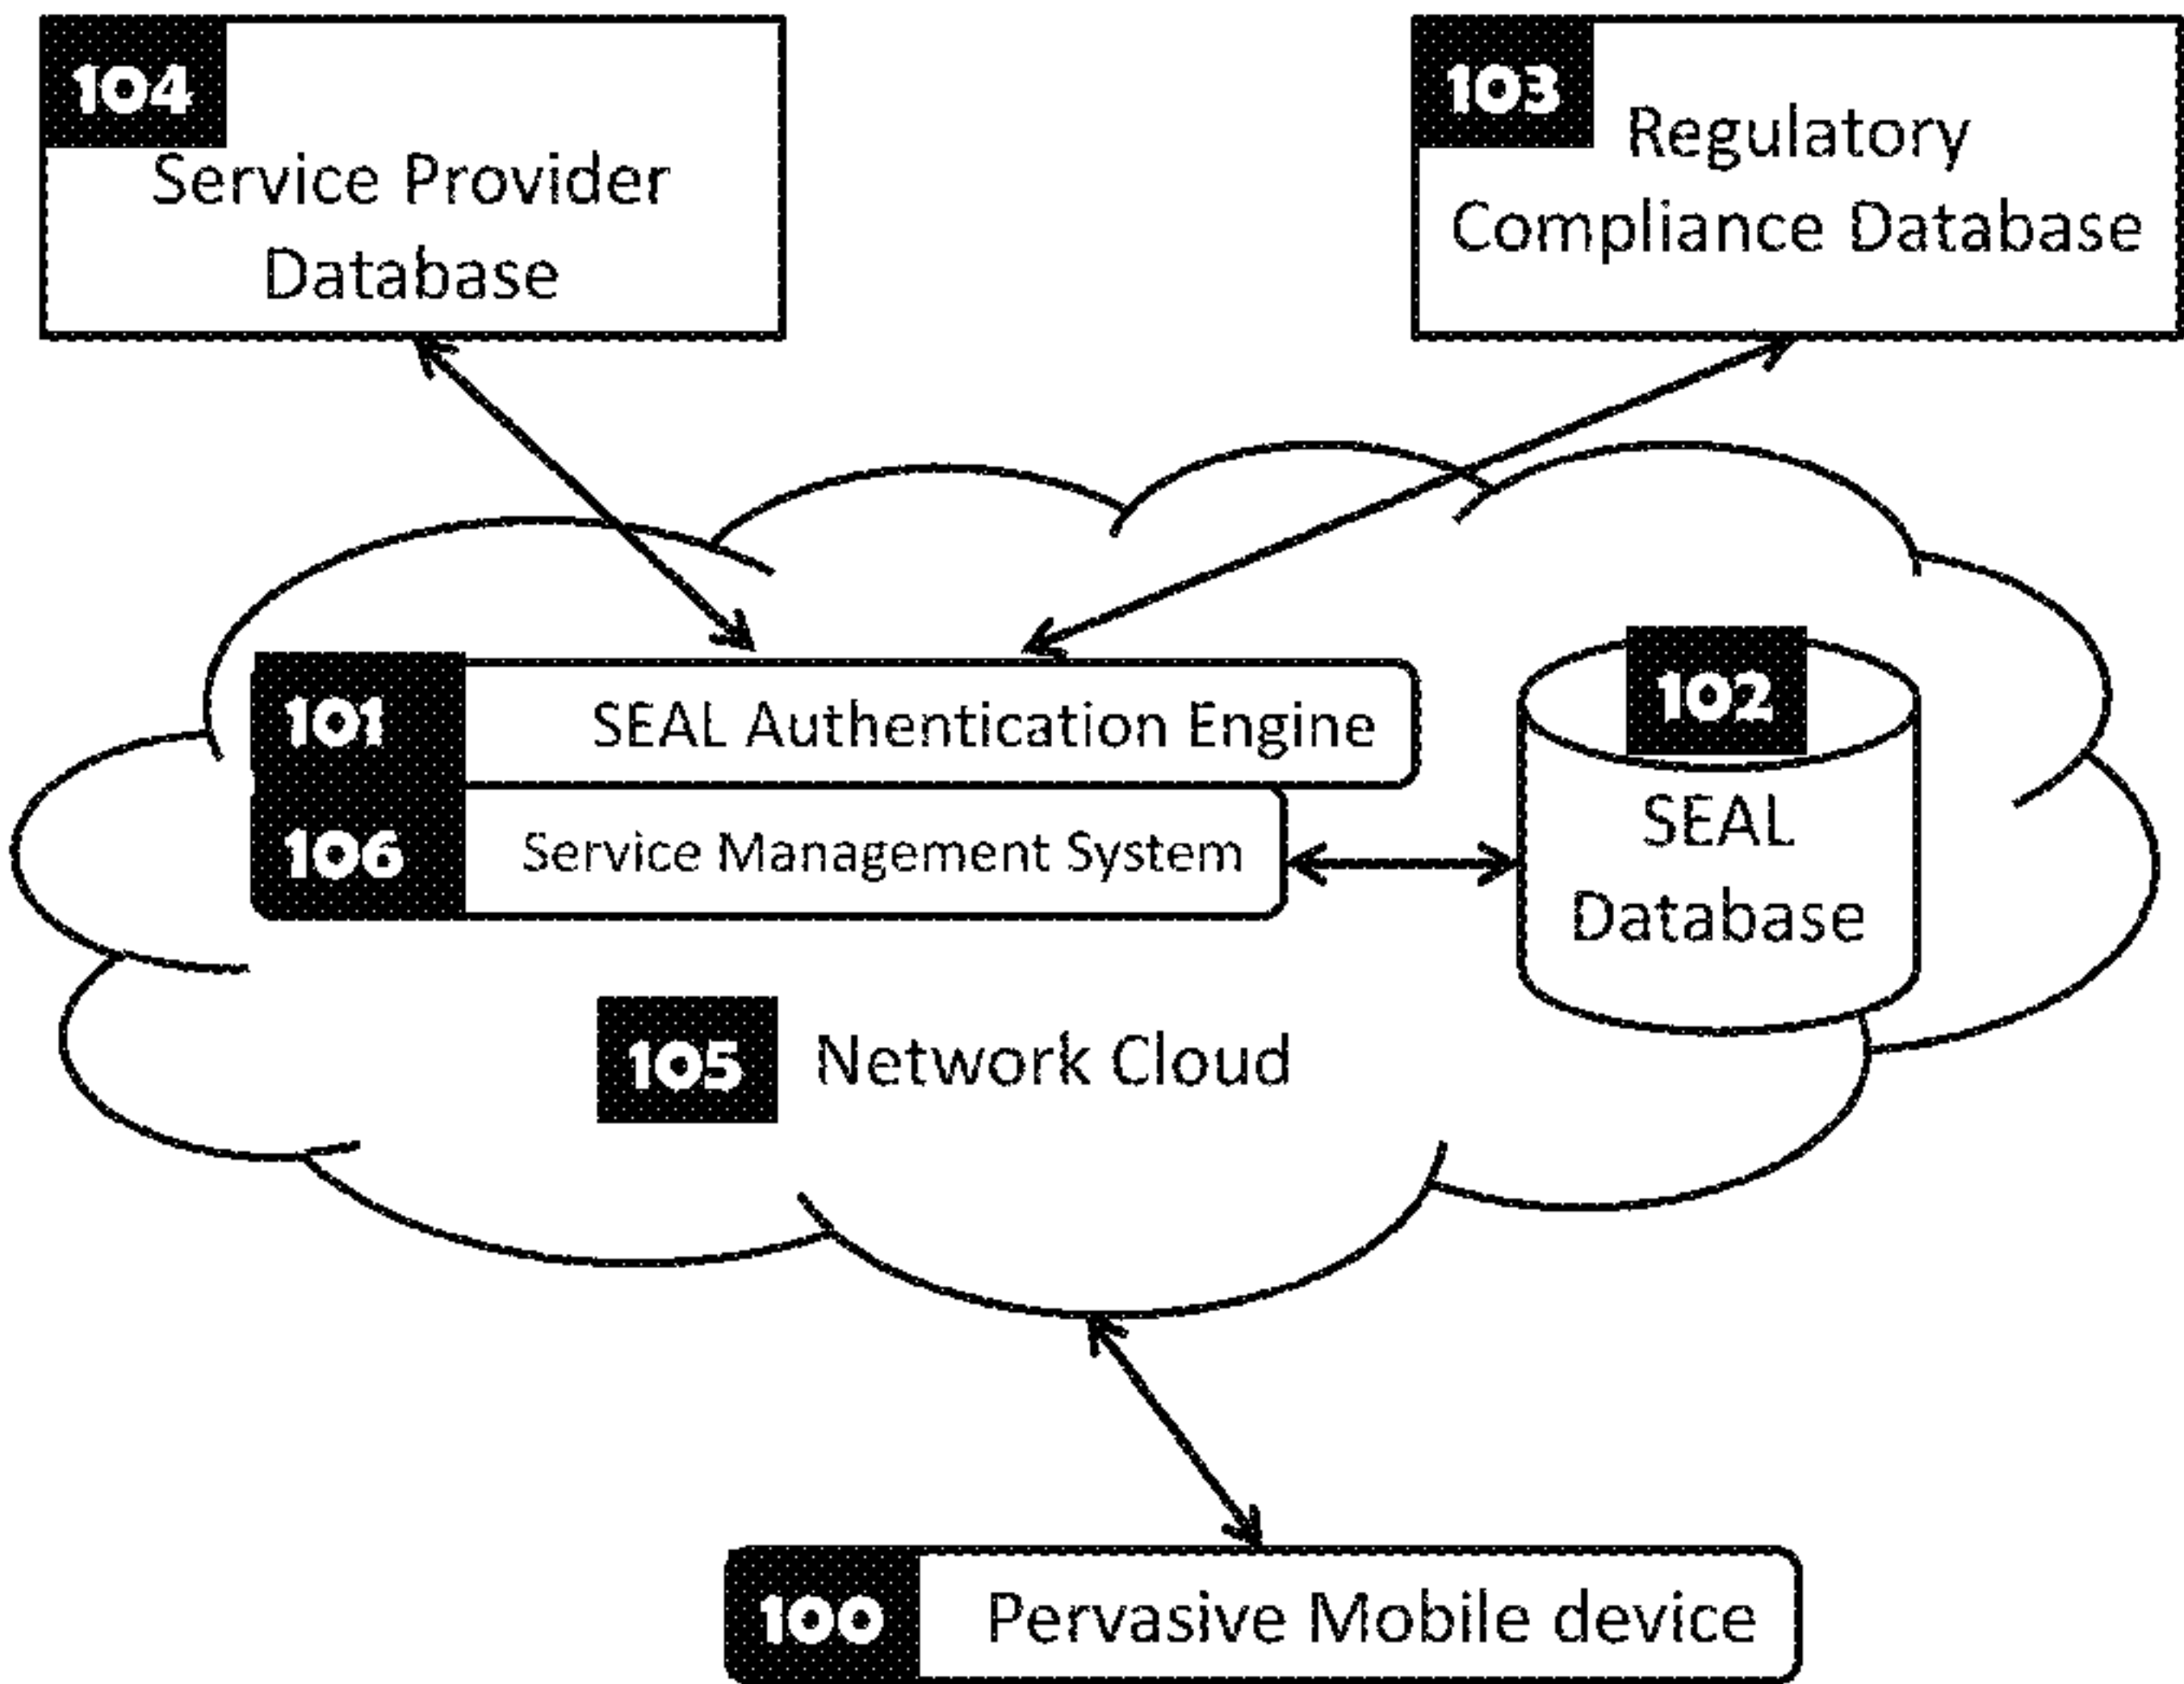 104
Service Provider
Database
103
Regulatory
Compliance Database
101
SEAL Authentication Engine
106
Service Management System
102
SEAL
Database
105
Network Cloud
100
Pervasive Mobile device